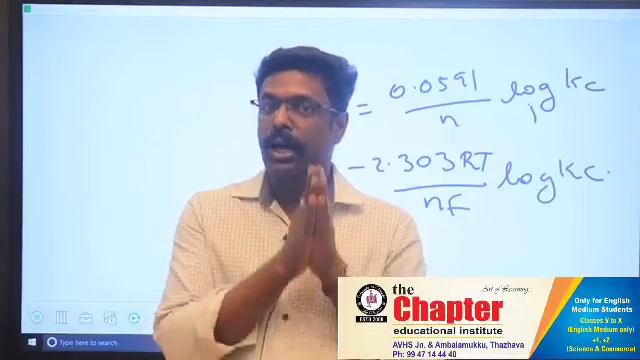 = 0.0591/n log Kc
- 2.303RT/nF log Kc.
Type here to search
the
Art of learning
Chapter
ESTD 2008
educational institute
AVHS Jn. & Ambalamukku, Thazhava
Ph: 99 47 14 44 40
Only for English
Medium Students
Classes V to X
(English Medium only)
+1, +2
(Science & Commerce)